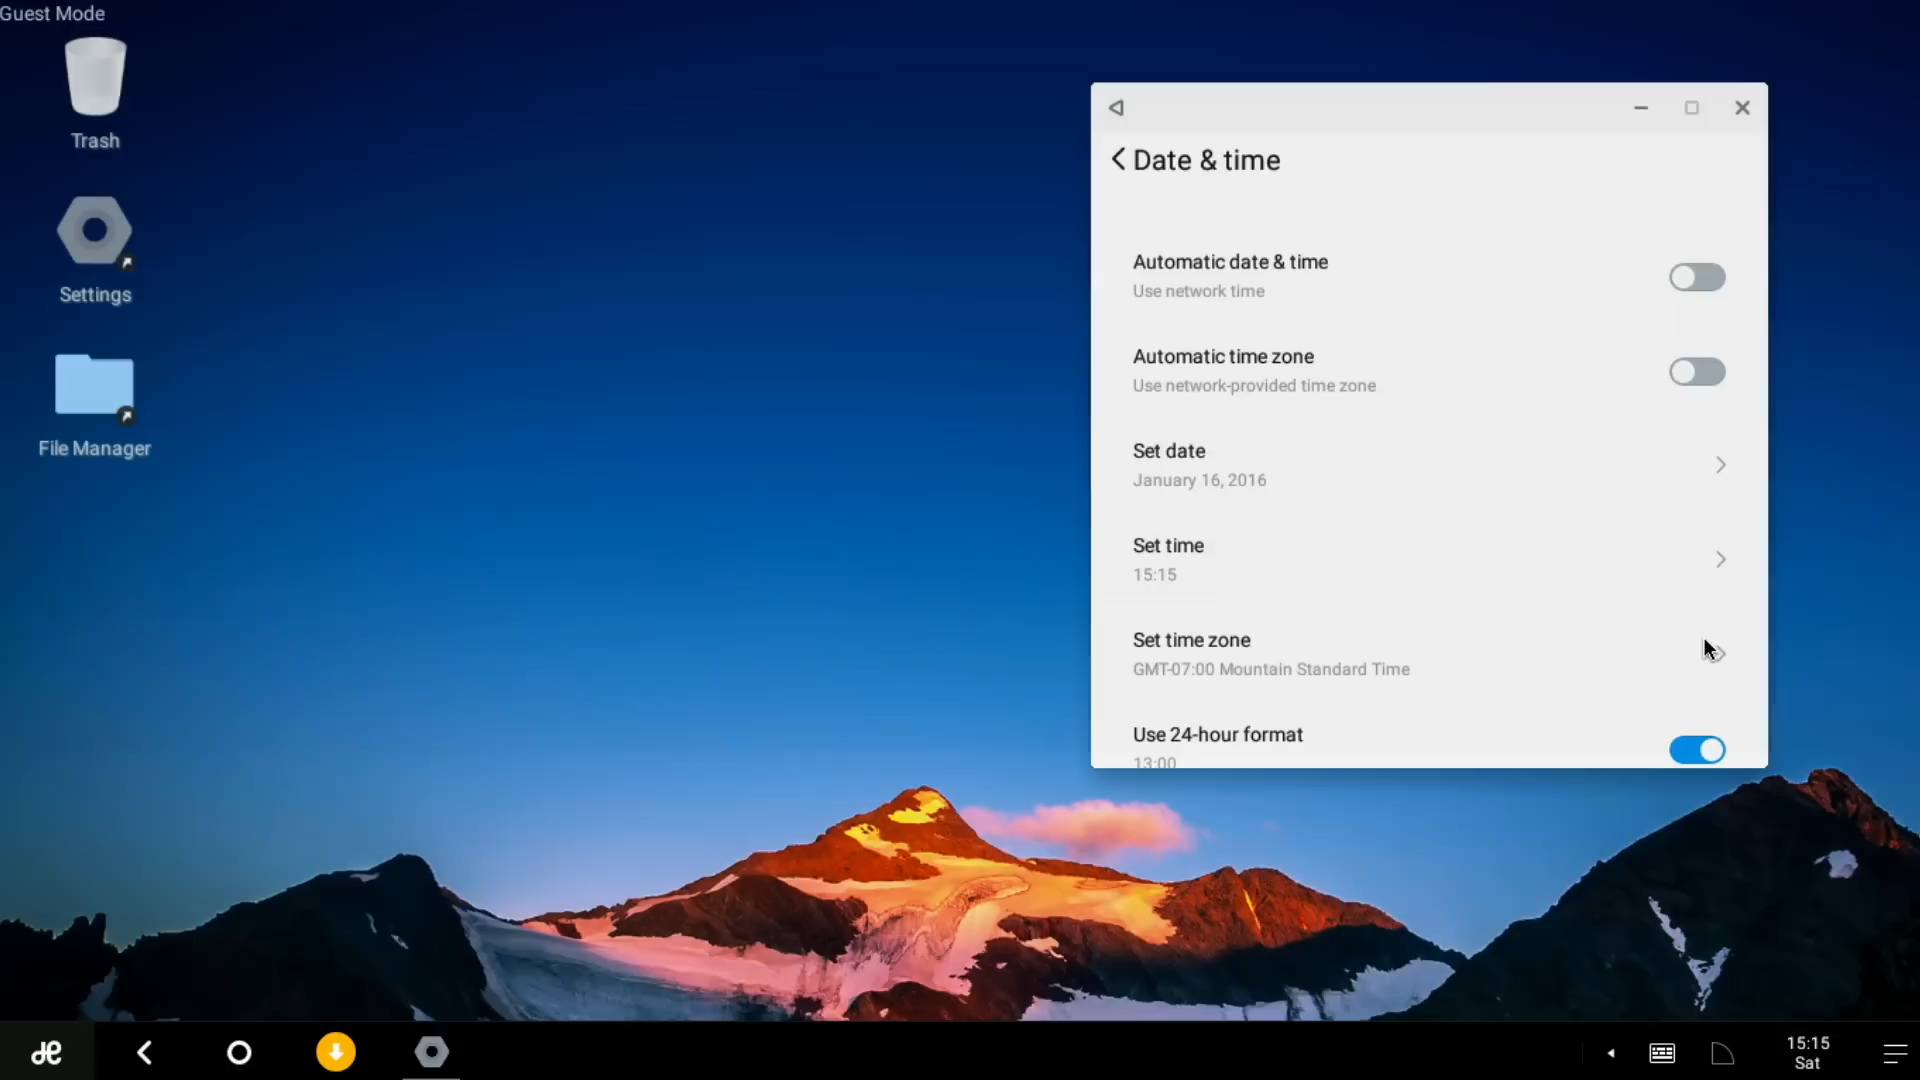 Guest Mode
Trash
Settings
File Manager
Date & time
Automatic date & time
Use network time
Automatic time zone
Use network-provided time zone
Set date
January 16, 2016
Set time
15:15
Set time zone
GMT-07:00 Mountain Standard Time
Use 24-hour format
13:00
15:15
Sat